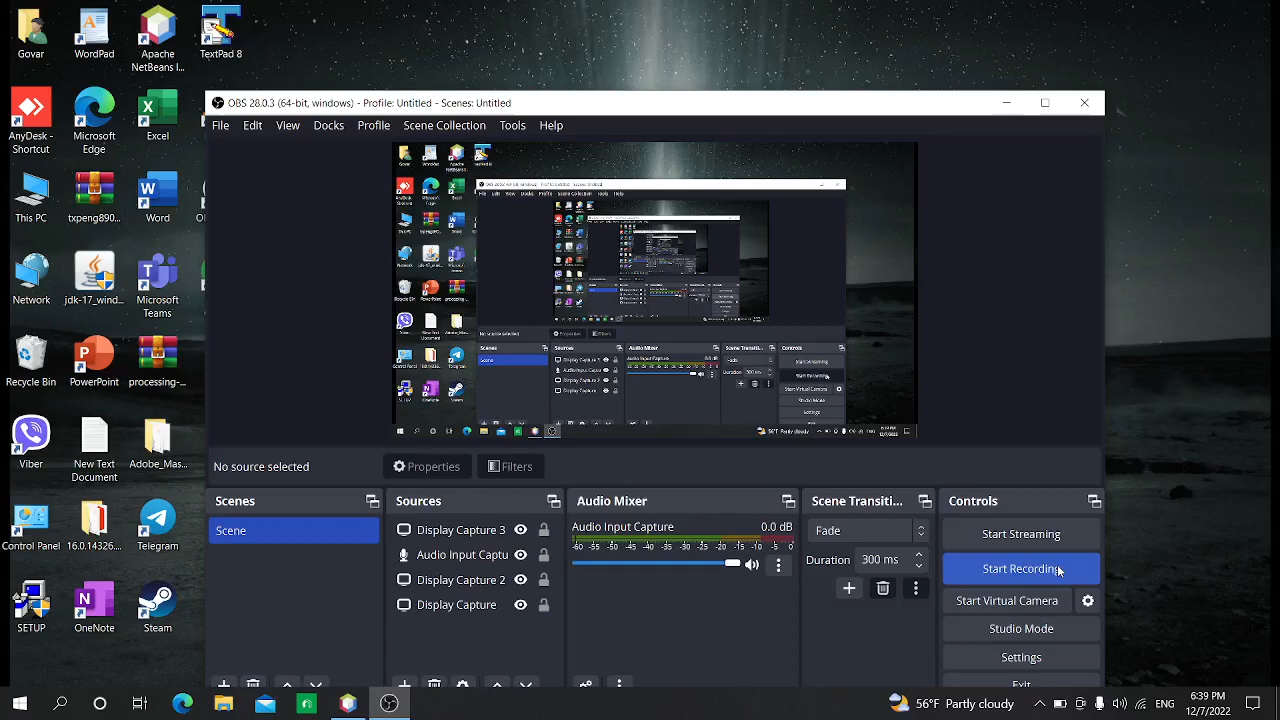 Govar
WordPad
Apache
NetBeans I...
TextPad 8
AnyDesk -
Shortcut
Microsoft
Edge
Excel
This PC
tpeng890...
Word
Network
jdk-17_wind...
Microsoft
Teams
PowerPoint
Viber
New Text
Document
Adobe_Mas...
Control Panel
16.0.14326...
Telegram
SETUP
OneNote
Steam
OBS 28.0.3 (64-bit, windows) - Profile: Untitled - Scenes: Untitled
File Edit View Docks Profile Scene Collection Tools Help
No source selected
Properties
Filters
Scenes
Scene
Sources
Display Capture 3
Audio Input Captu
Display Capture 2
Display Capture
Audio Mixer
Audio Input Capture 0.0 dB
-60 -55 -50 -45 -40 -35 -30 -25 -20 -15 -10 -5 0
Scene Transiti...
Fade
Duration 300 ms
Controls
Start Streaming
Start Recording
Start Virtual Camera
Studio Mode
Settings
Exit
56°F Partly cloudy
ENG
6:39 PM
12/7/2022